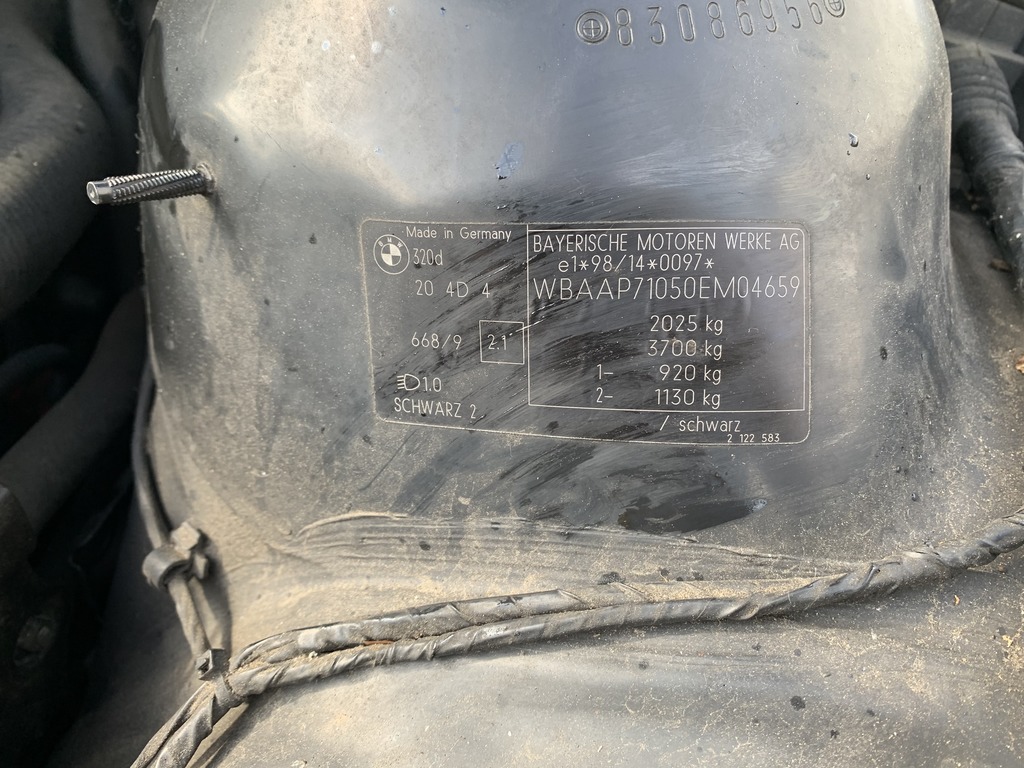 83086956
Made in Germany
BMW
320d
20 4D 4
668/9 2.1
1.0
SCHWARZ 2
BAYERISCHE MOTOREN WERKE AG
e1*98/14*0097*
WBAAP71050EM04659
2025 kg
3700 kg
1- 920 kg
2- 1130 kg
/ schwarz
2 122 583